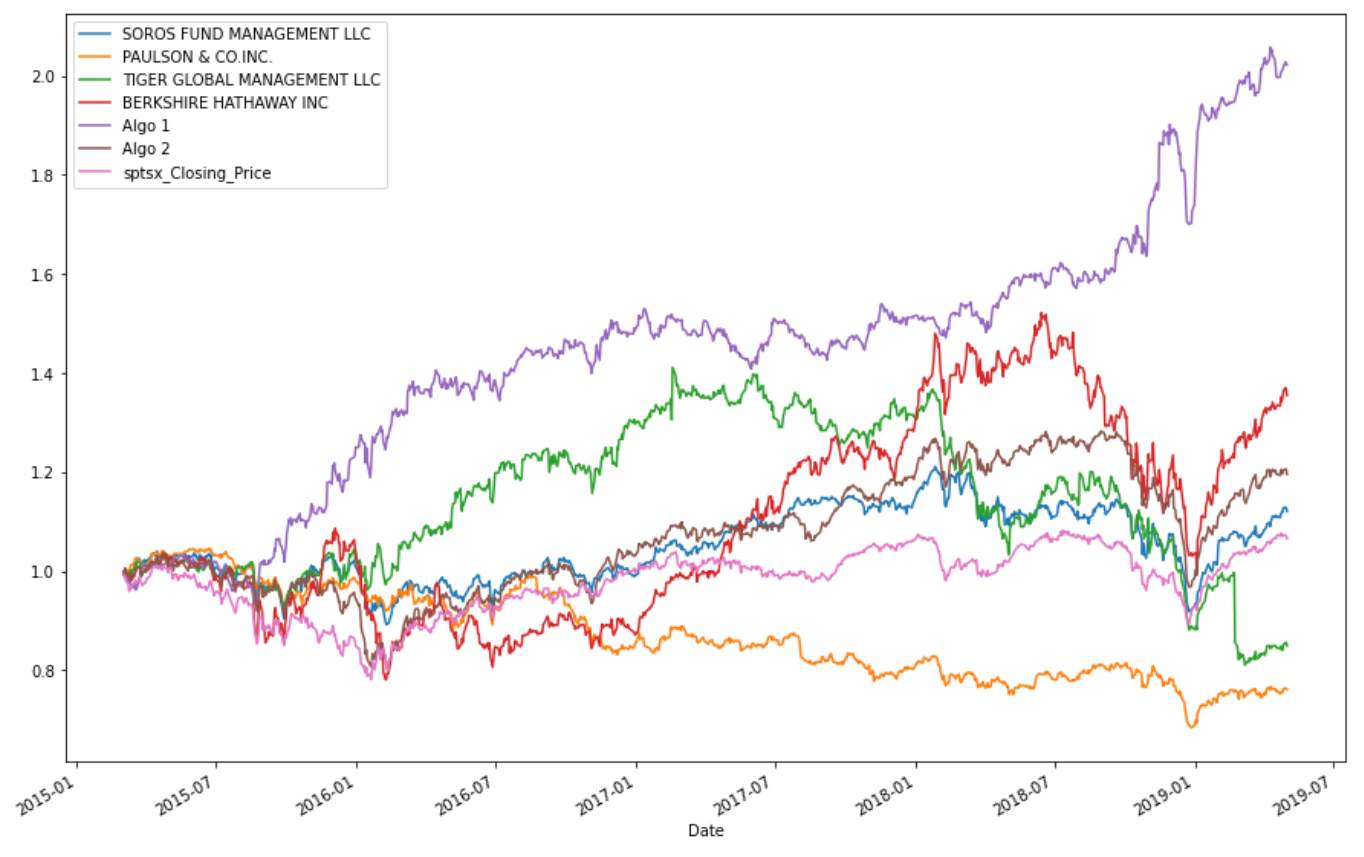 SOROS FUND MANAGEMENT LLC
PAULSON & CO.INC.
TIGER GLOBAL MANAGEMENT LLC
BERKSHIRE HATHAWAY INC
Algo 1
Algo 2
sptsx_Closing_Price
2.0
1.8
1.6
1.4
1.2
1.0
0.8
2015-01
2015-07
2016-01
2016-07
2017-01
2017-07
2018-01
2018-07
2019-01
2019-07
Date